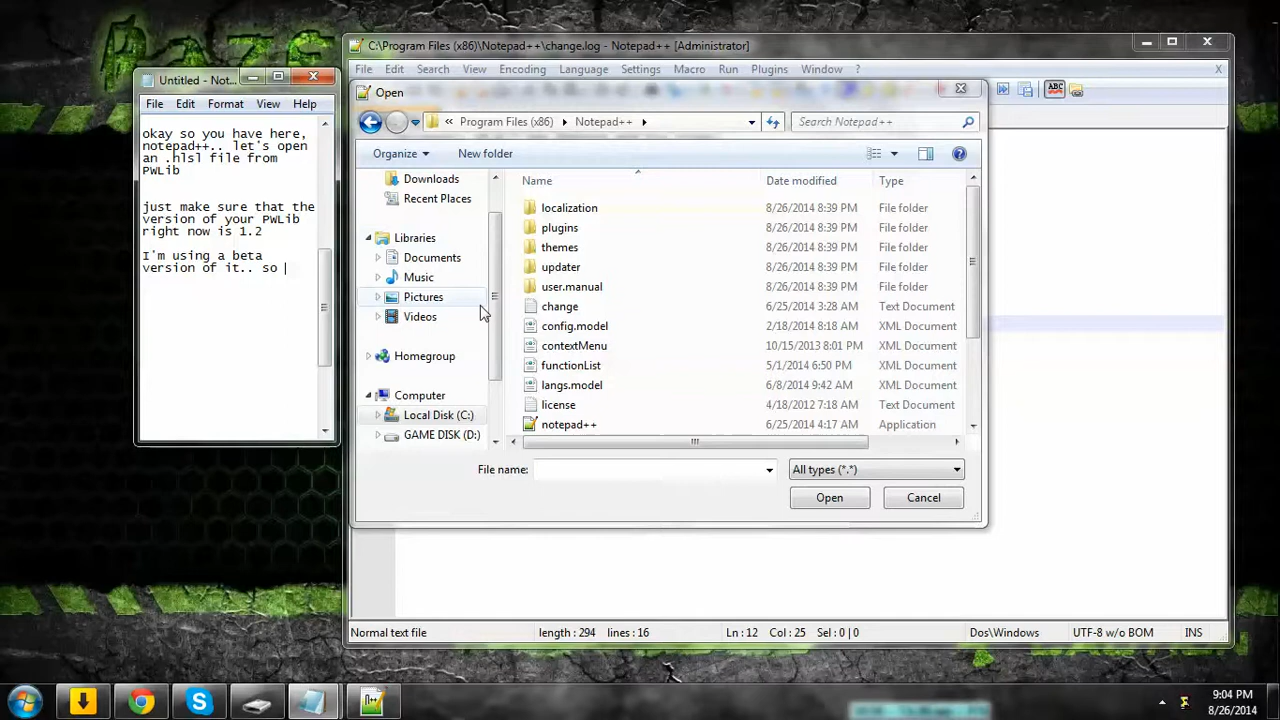 C:\Program Files (x86)\Notepad++\change.log - Notepad++ [Administrator]
File Edit Search View Encoding Language Settings Macro Run Plugins Window ? X
ABC
Untitled - Not...
File Edit Format View Help
okay so you have here,
notepad++.. let's open
an .hlsl file from
PWLib
just make sure that the
version of your PWLib
right now is 1.2
I'm using a beta
version of it.. so
Open
« Program Files (x86) Notepad++
Search Notepad++
Organize
New folder
Downloads
Recent Places
Libraries
Documents
Music
Pictures
Videos
Homegroup
Computer
Local Disk (C:)
GAME DISK (D:)
Name Date modified Type
localization 8/26/2014 8:39 PM File folder
plugins 8/26/2014 8:39 PM File folder
themes 8/26/2014 8:39 PM File folder
updater 8/26/2014 8:39 PM File folder
user.manual 8/26/2014 8:39 PM File folder
change 6/25/2014 3:28 AM Text Document
config.model 2/18/2014 8:18 AM XML Document
contextMenu 10/15/2013 8:01 PM XML Document
functionList 5/1/2014 6:50 PM XML Document
langs.model 6/8/2014 9:42 AM XML Document
license 4/18/2012 7:18 AM Text Document
notepad++ 6/25/2014 4:17 AM Application
File name:
All types (*.*)
Open Cancel
Normal text file length : 294 lines : 16 Ln : 12 Col : 25 Sel : 0 | 0 Dos\Windows UTF-8 w/o BOM INS
9:04 PM
8/26/2014